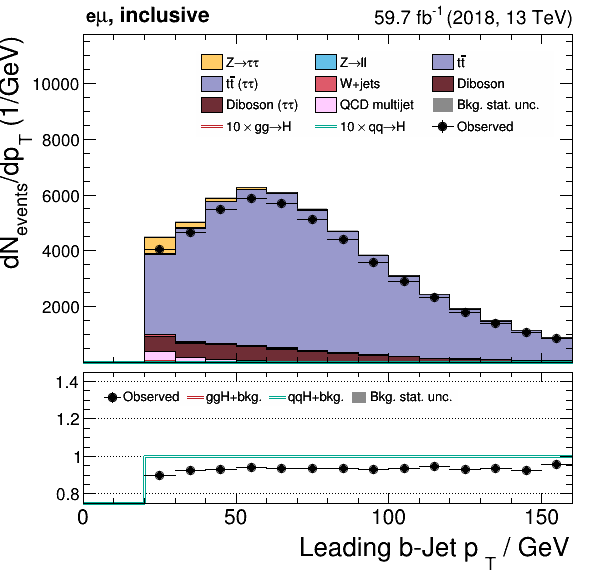 eμ, inclusive 59.7 fb⁻¹ (2018, 13 TeV)
dN_events/dp_T (1/GeV)
10000
8000
6000
4000
2000
Z→ττ Z→ll tt̄
tt̄ (ττ) W+jets Diboson
Diboson (ττ) QCD multijet Bkg. stat. unc.
10 × gg→H 10 × qq→H Observed
1.4
1.2
1
0.8
Observed ggH+bkg. qqH+bkg. Bkg. stat. unc.
0 50 100 150
Leading b-Jet p_T / GeV